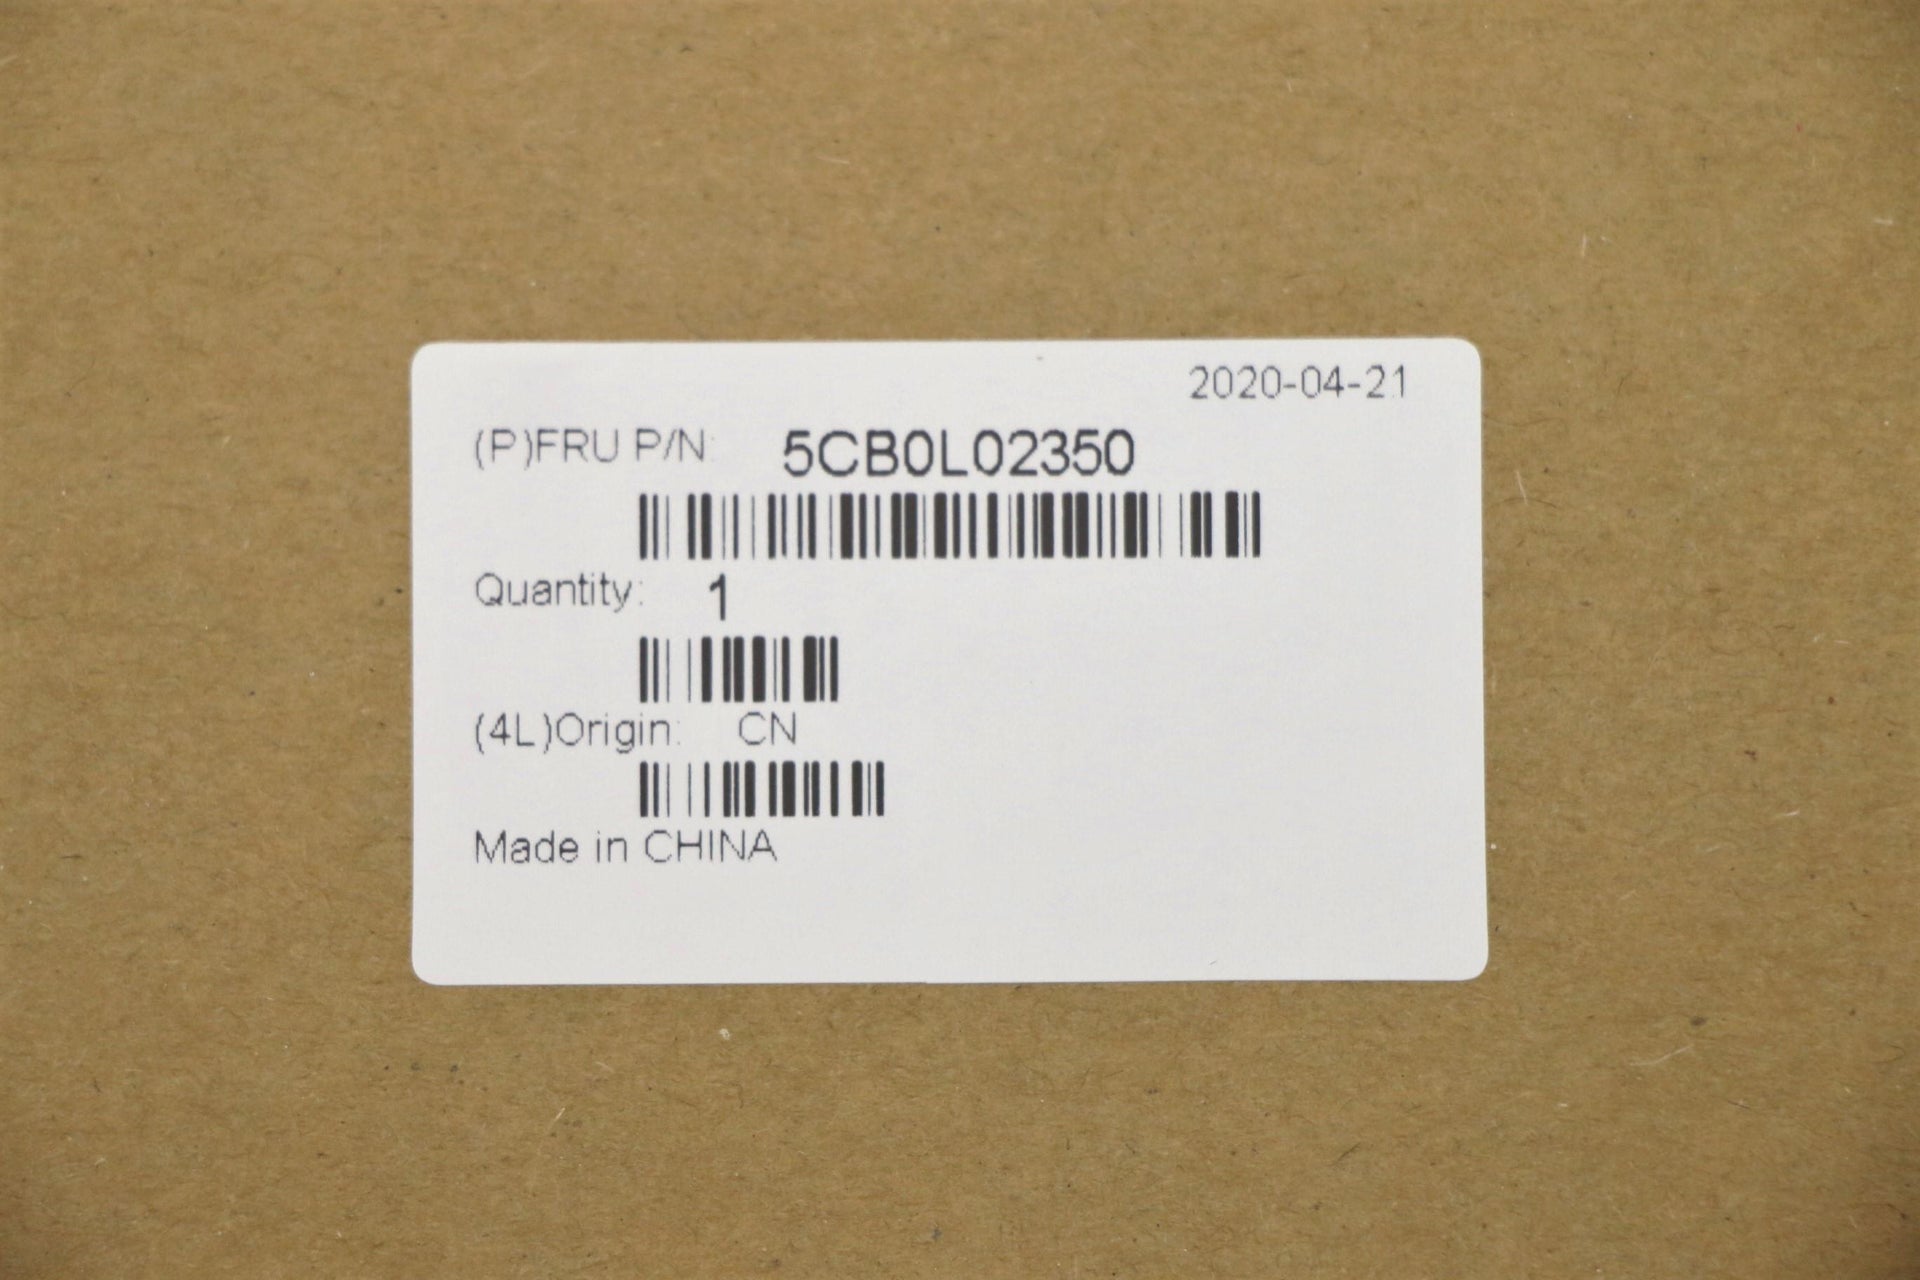 2020-04-21
(P)FRU P/N: 5CB0L02350
Quantity: 1
(4L)Origin: CN
Made in CHINA